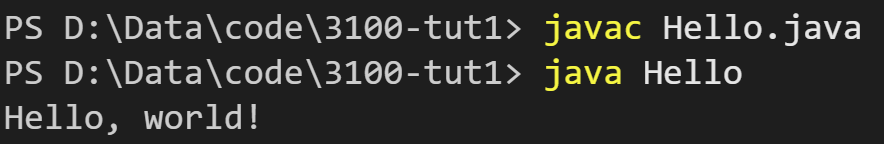 PS D:\Data\code\3100-tut1> javac Hello.java
PS D:\Data\code\3100-tut1> java Hello
Hello, world!